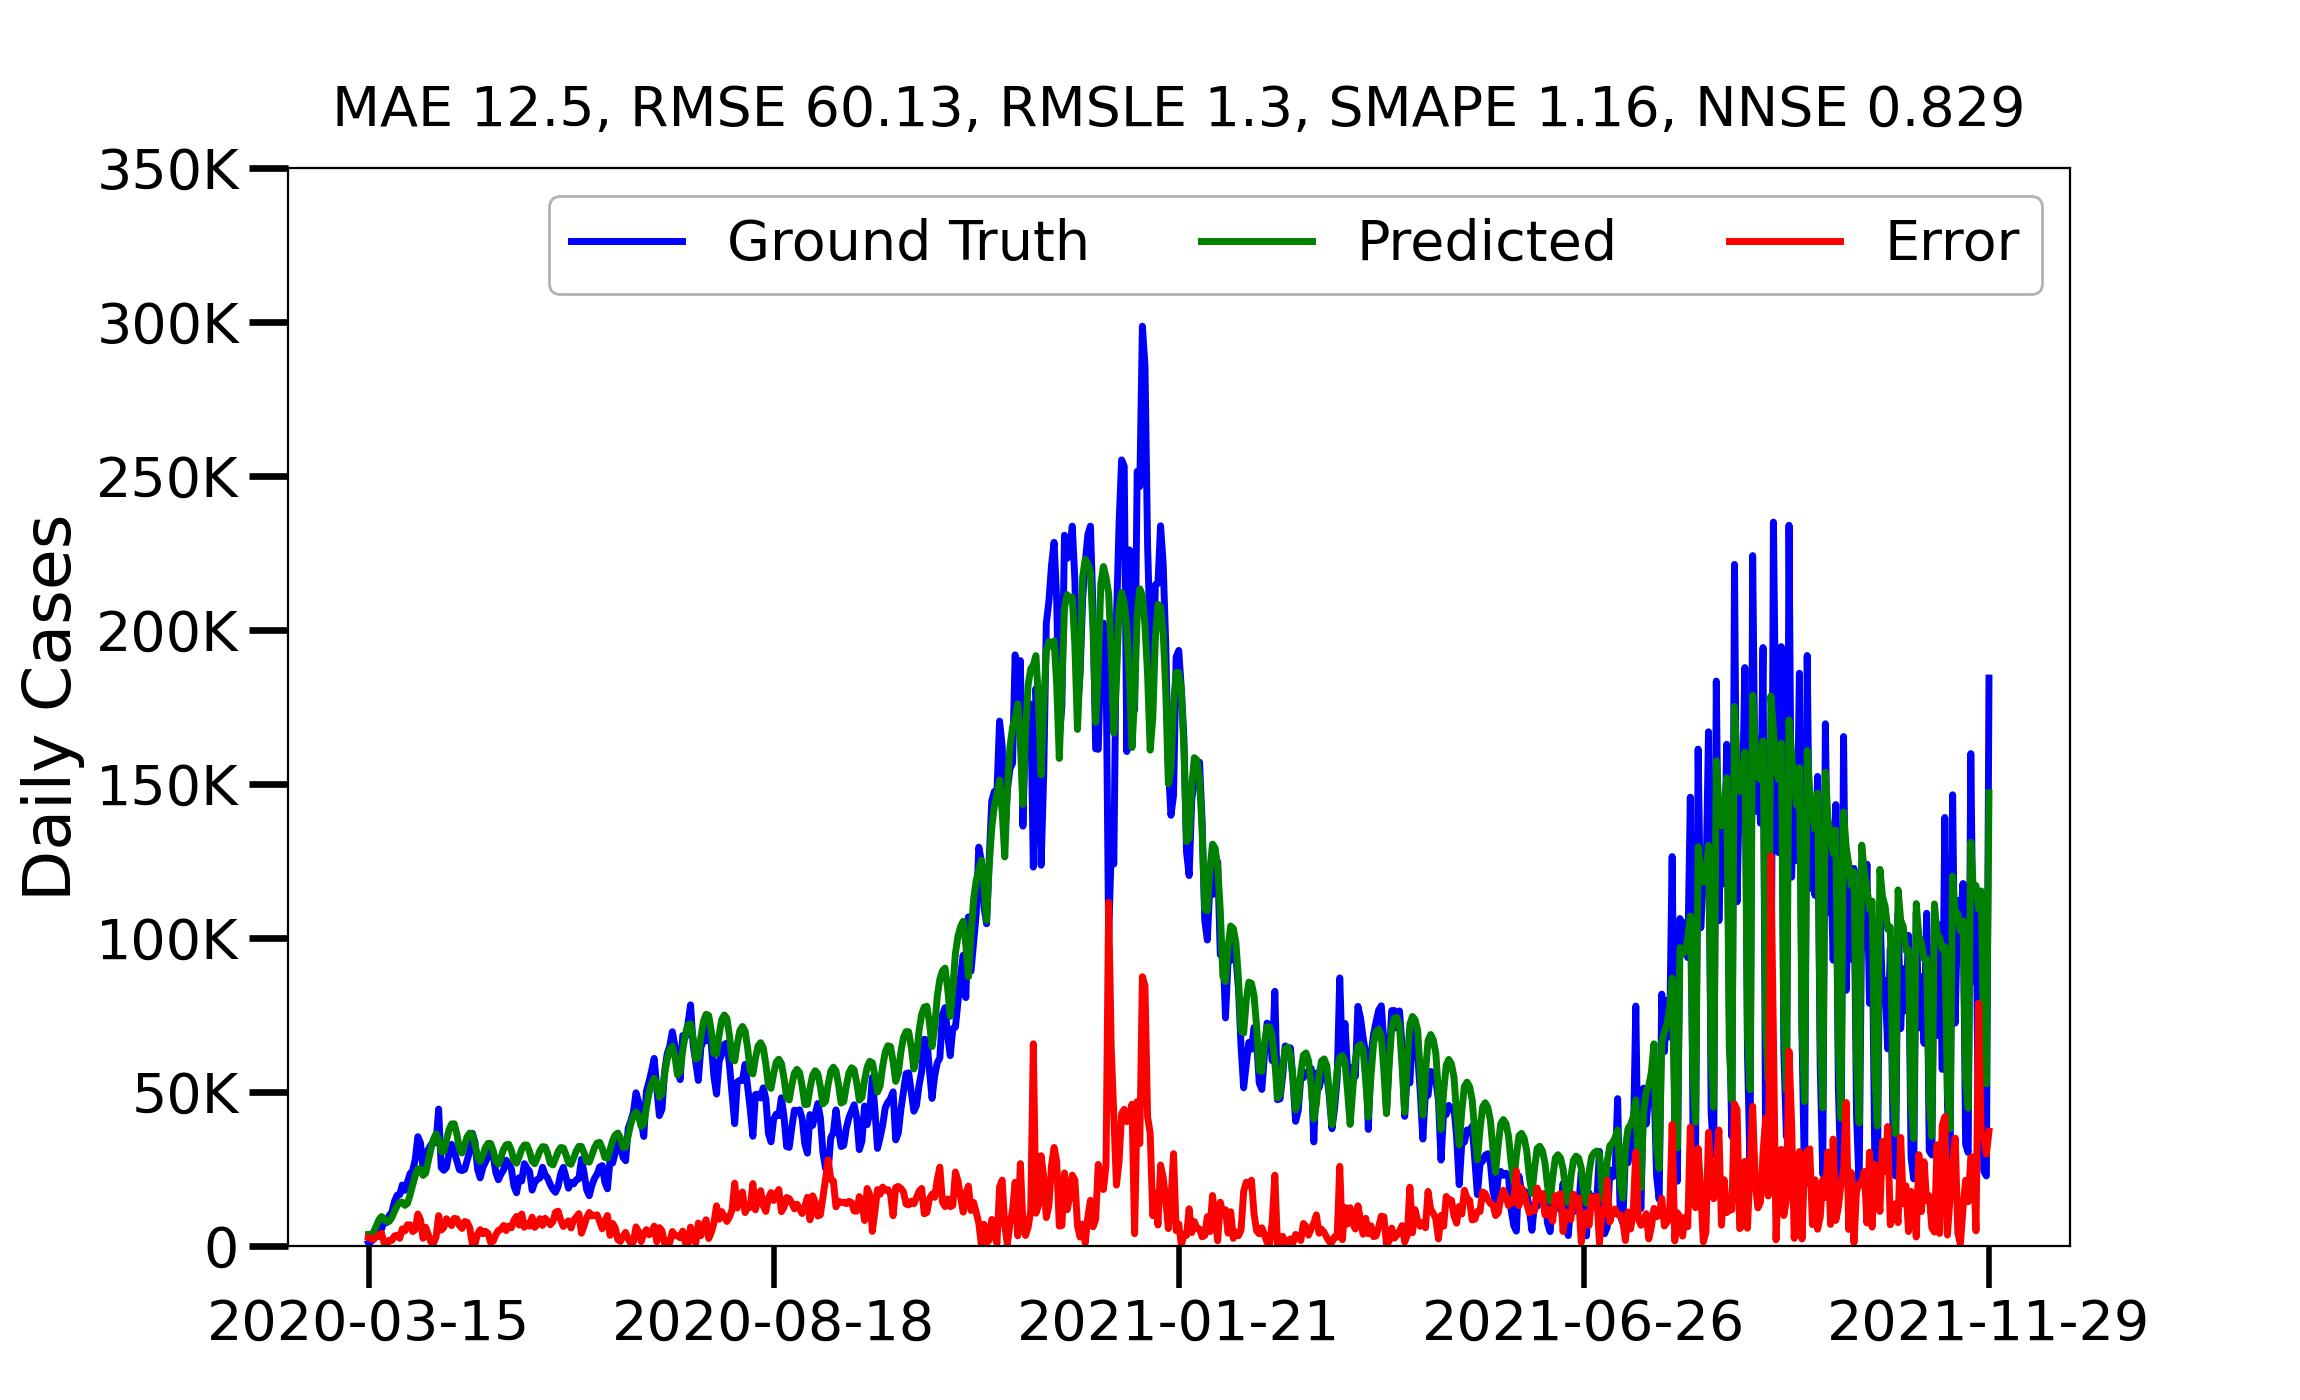 MAE 12.5, RMSE 60.13, RMSLE 1.3, SMAPE 1.16, NNSE 0.829
Ground Truth Predicted Error
350K
300K
250K
200K
150K
100K
50K
0
Daily Cases
2020-03-15 2020-08-18 2021-01-21 2021-06-26 2021-11-29